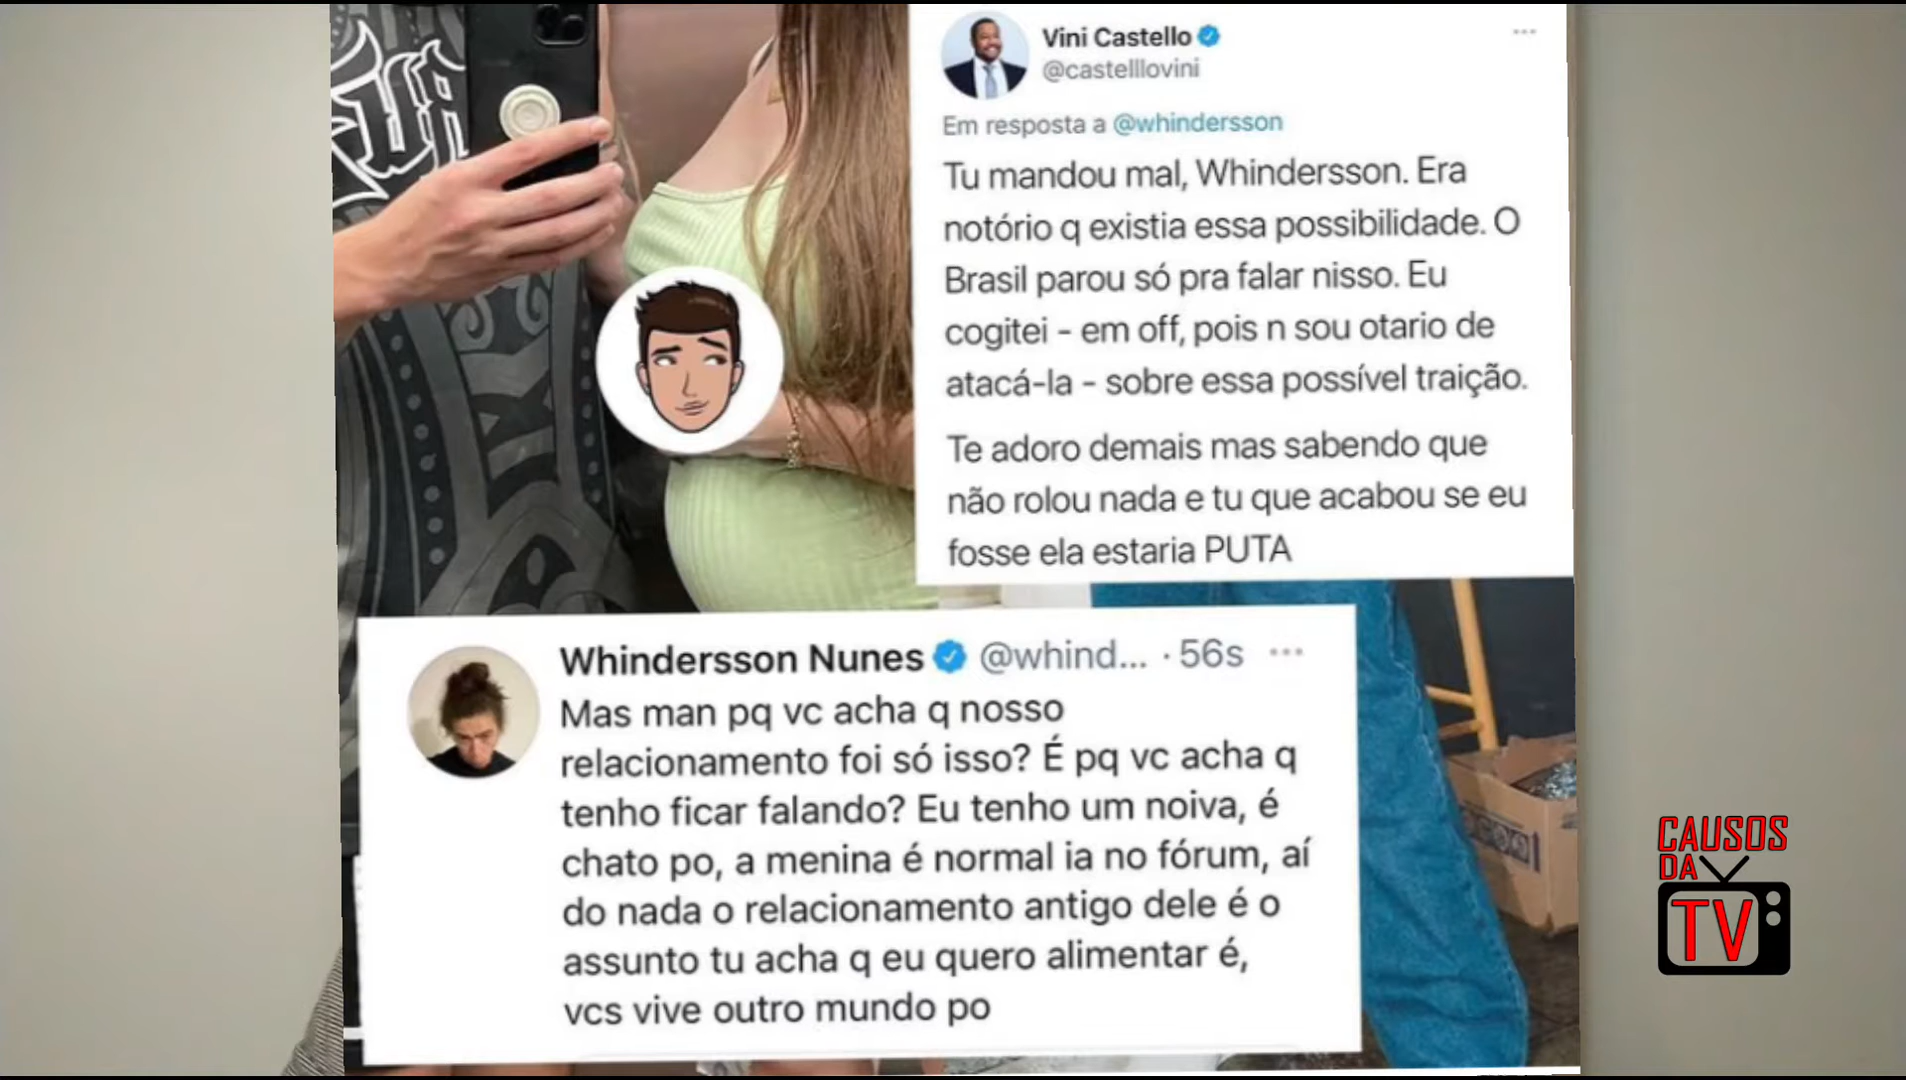 Vini Castello
@castelllovini
Em resposta a @whindersson
Tu mandou mal, Whindersson. Era
notório q existia essa possibilidade. O
Brasil parou só pra falar nisso. Eu
cogitei - em off, pois n sou otario de
atacá-la - sobre essa possível traição.
Te adoro demais mas sabendo que
não rolou nada e tu que acabou se eu
fosse ela estaria PUTA
Whindersson Nunes @whind... · 56s
Mas man pq vc acha q nosso
relacionamento foi só isso? É pq vc acha q
tenho ficar falando? Eu tenho um noiva, é
chato po, a menina é normal ia no fórum, aí
do nada o relacionamento antigo dele é o
assunto tu acha q eu quero alimentar é,
vcs vive outro mundo po
CAUSOS
DA
TV